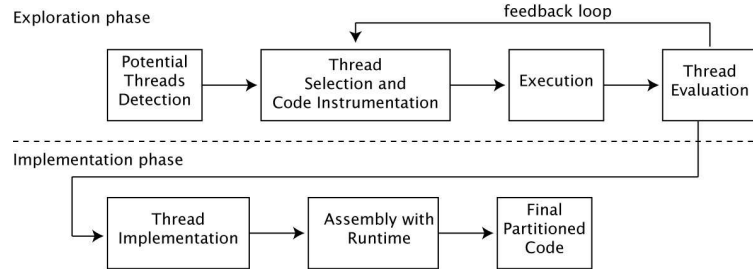 Exploration phase
feedback loop
Potential
Threads
Detection
Thread
Selection and
Code Instrumentation
Execution
Thread
Evaluation
Implementation phase
Thread
Implementation
Assembly with
Runtime
Final
Partitioned
Code